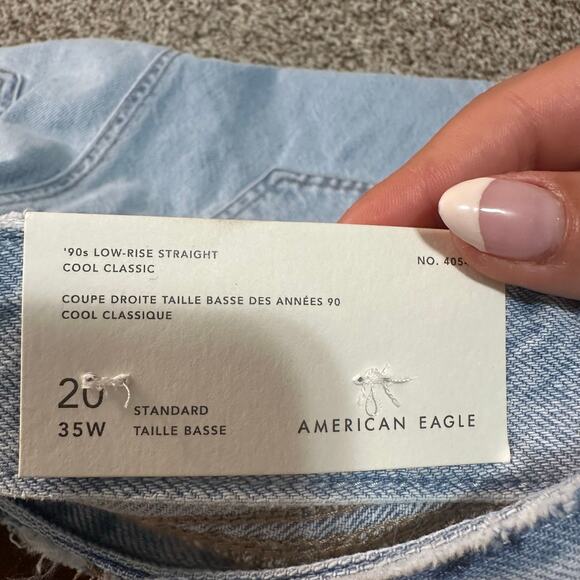 '90s LOW-RISE STRAIGHT
COOL CLASSIC
NO. 405-
COUPE DROITE TAILLE BASSE DES ANNÉES 90
COOL CLASSIQUE
20
STANDARD
35W
TAILLE BASSE
AMERICAN EAGLE